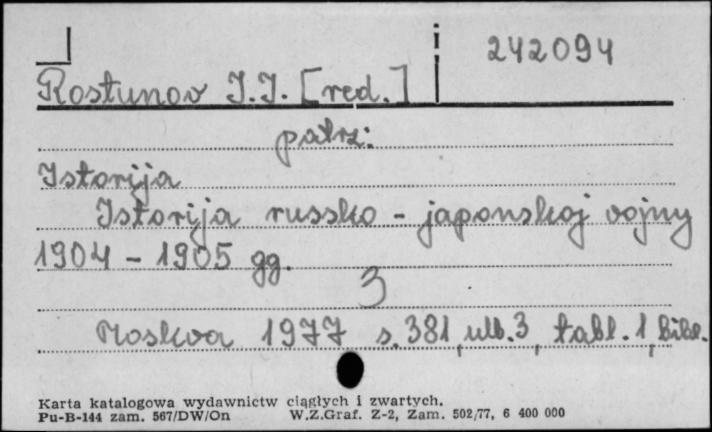 242094
Rostunov I.I. [red.]
patrz:
Istorija
Istorija russko - japonskoj vojny
1904 - 1905 gg.
3
Moskva 1977 s. 381, ulb. 3, tabl. 1, bibl.
Karta katalogowa wydawnictw ciągłych i zwartych.
Pu-B-144 zam. 567/DW/On W.Z.Graf. Z-2, Zam. 502/77, 6 400 000